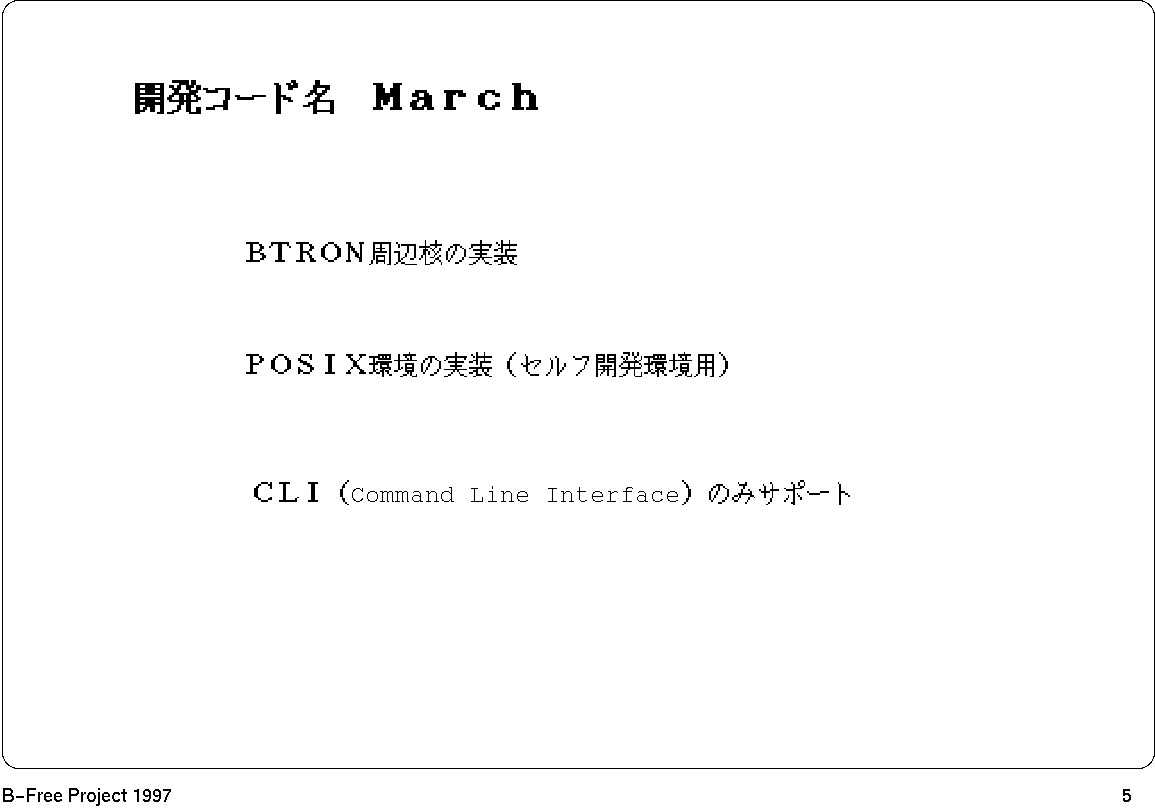 開発コード名　Ｍａｒｃｈ
ＢＴＲＯＮ周辺核の実装
ＰＯＳＩＸ環境の実装（セルフ開発環境用）
ＣＬＩ（Command Line Interface）のみサポート
B-Free Project 1997
5